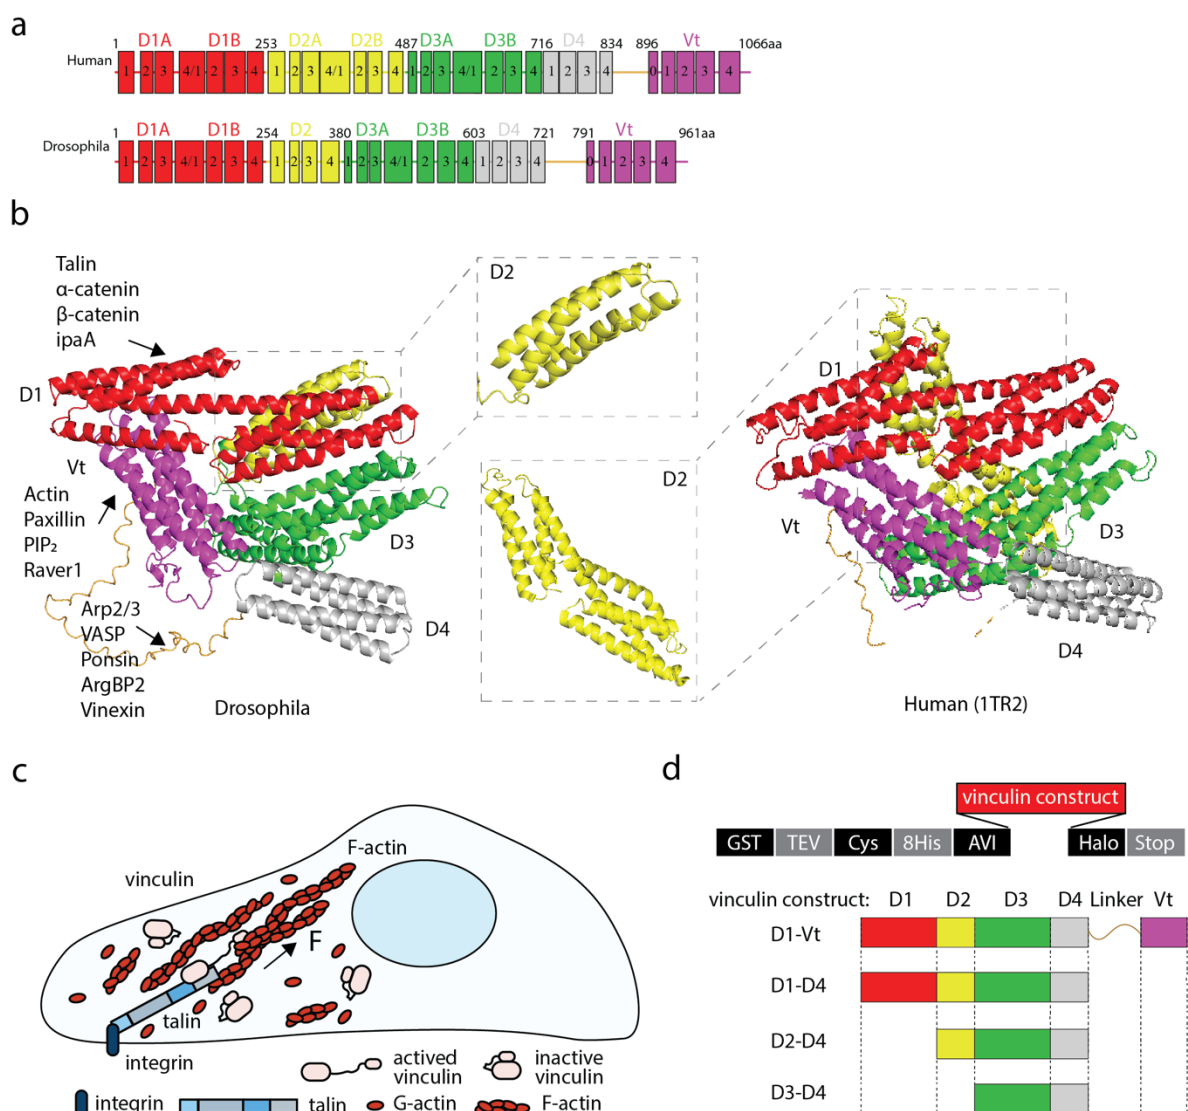 a
1 D1A D1B 253 D2A D2B 487 D3A D3B 716 D4 834 896 Vt 1066aa
Human 1 2 3 4/1 2 3 4 1 2 3 4/1 2 3 4 1 2 3 4/1 2 3 4 1 2 3 4 0 1 2 3 4
1 D1A D1B 254 D2 380 D3A D3B 603 D4 721 791 Vt 961aa
Drosophila 1 2 3 4/1 2 3 4 1 2 3 4 1 2 3 4/1 2 3 4 1 2 3 4 0 1 2 3 4
b
Talin
α-catenin
β-catenin
ipaA
D1
Vt
Actin
Paxillin
PIP₂
Raver1
D3
Arp2/3
VASP
Ponsin
ArgBP2
Vinexin
D4
Drosophila
D2
D2
D1
Vt
D3
D4
Human (1TR2)
c
F-actin
vinculin
F
talin
integrin
actived
vinculin
inactive
vinculin
integrin
talin
G-actin
F-actin
d
vinculin construct
GST TEV Cys 8His AVI Halo Stop
vinculin construct: D1 D2 D3 D4 Linker Vt
D1-Vt
D1-D4
D2-D4
D3-D4